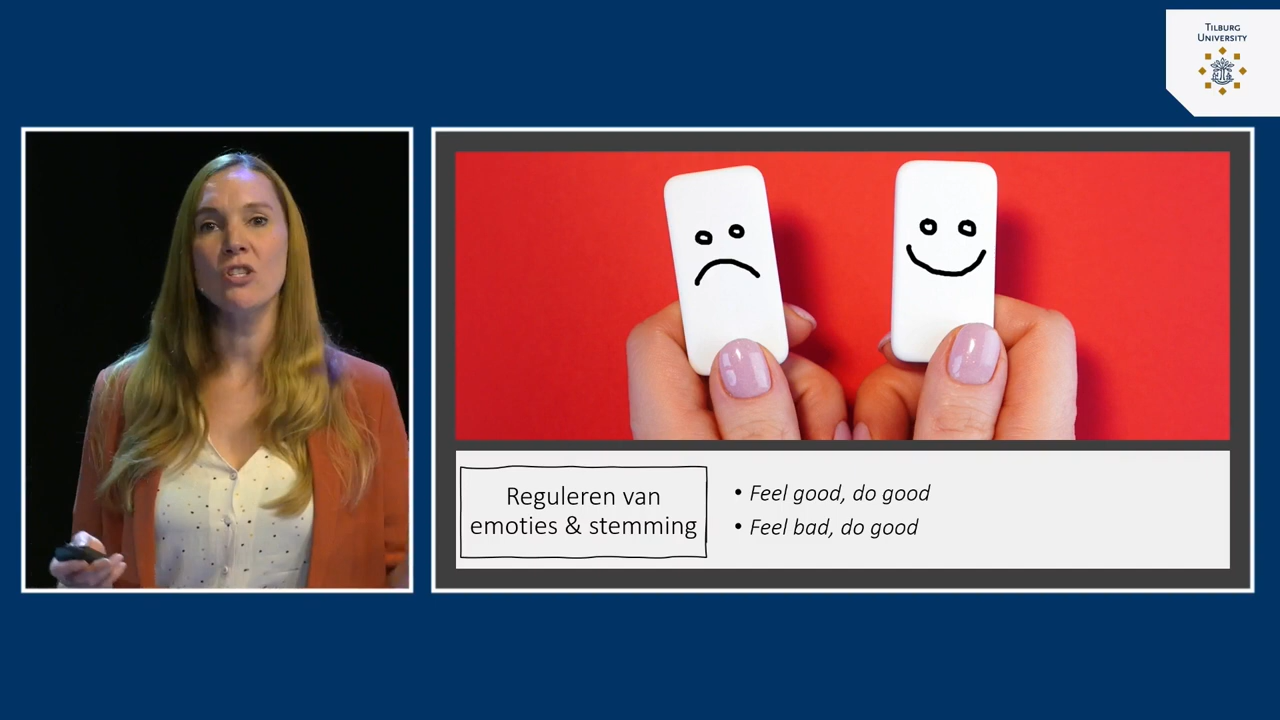 TILBURG
UNIVERSITY
Reguleren van
emoties & stemming
• Feel good, do good
• Feel bad, do good